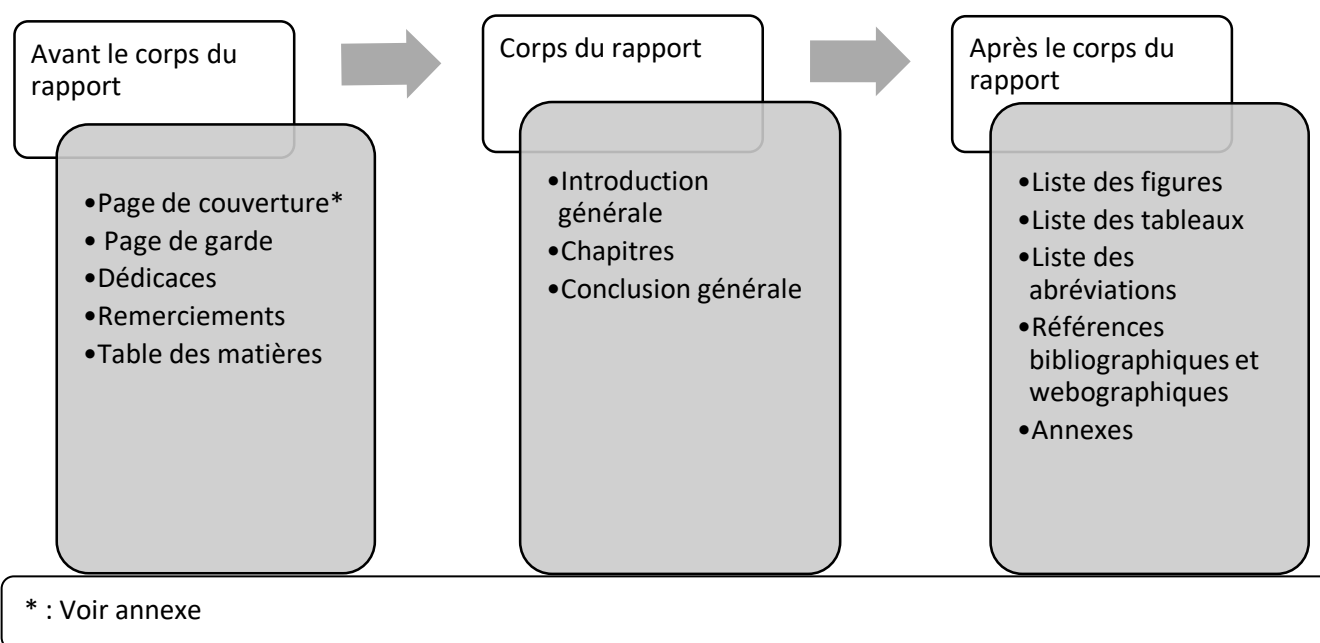 Avant le corps du
rapport
•Page de couverture*
• Page de garde
•Dédicaces
•Remerciements
•Table des matières
Corps du rapport
•Introduction
générale
•Chapitres
•Conclusion générale
Après le corps du
rapport
•Liste des figures
•Liste des tableaux
•Liste des
abréviations
•Références
bibliographiques et
webographiques
•Annexes
* : Voir annexe